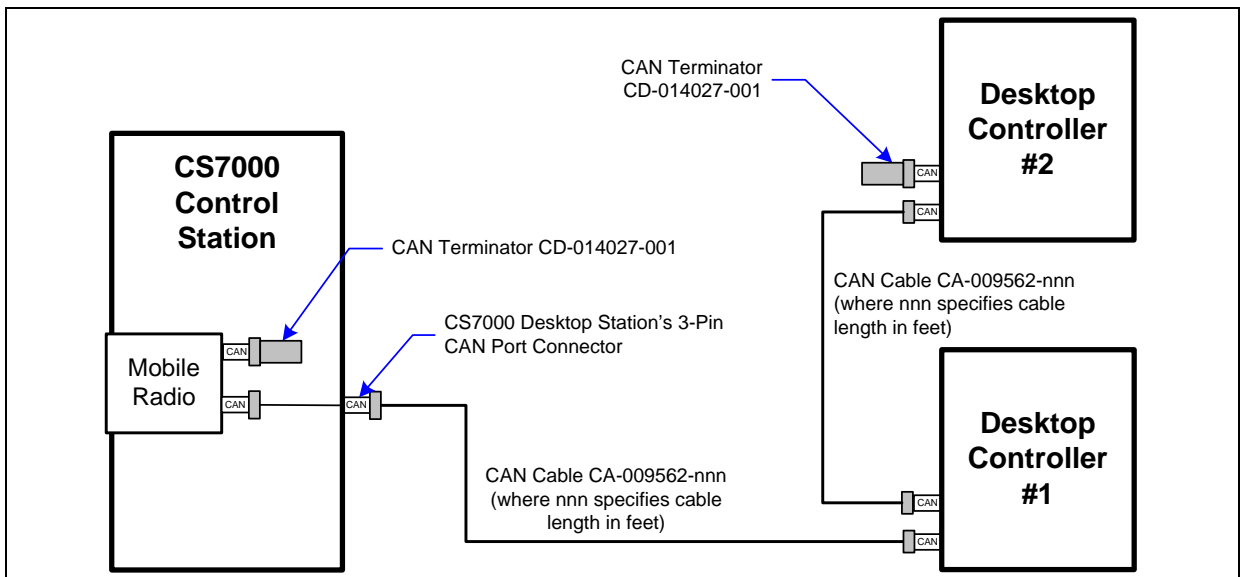 CS7000
Control
Station
CAN Terminator CD-014027-001
CS7000 Desktop Station's 3-Pin
CAN Port Connector
Mobile
Radio
CAN
CAN
CAN
CAN Cable CA-009562-nnn
(where nnn specifies cable
length in feet)
CAN Terminator
CD-014027-001
Desktop
Controller
#2
CAN
CAN
CAN Cable CA-009562-nnn
(where nnn specifies cable
length in feet)
Desktop
Controller
#1
CAN
CAN